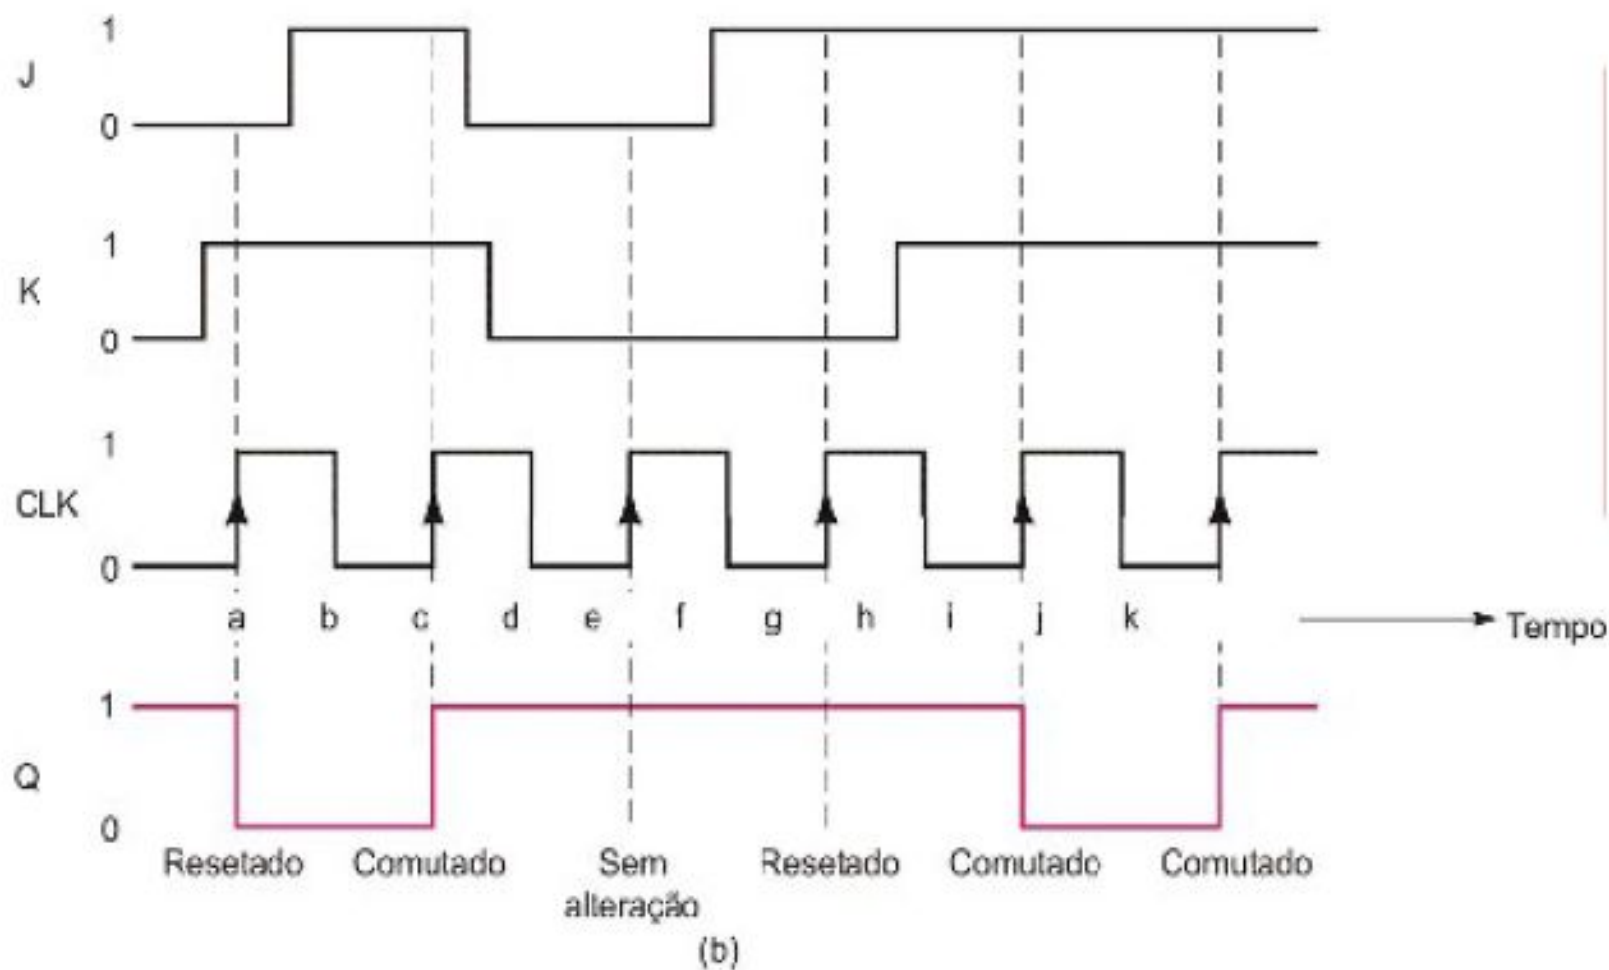 1
J
0
1
K
0
1
CLK
0
a b c d e f g h i j k
Tempo
1
Q
0
Resetado Comutado Sem alteração Resetado Comutado Comutado
(b)